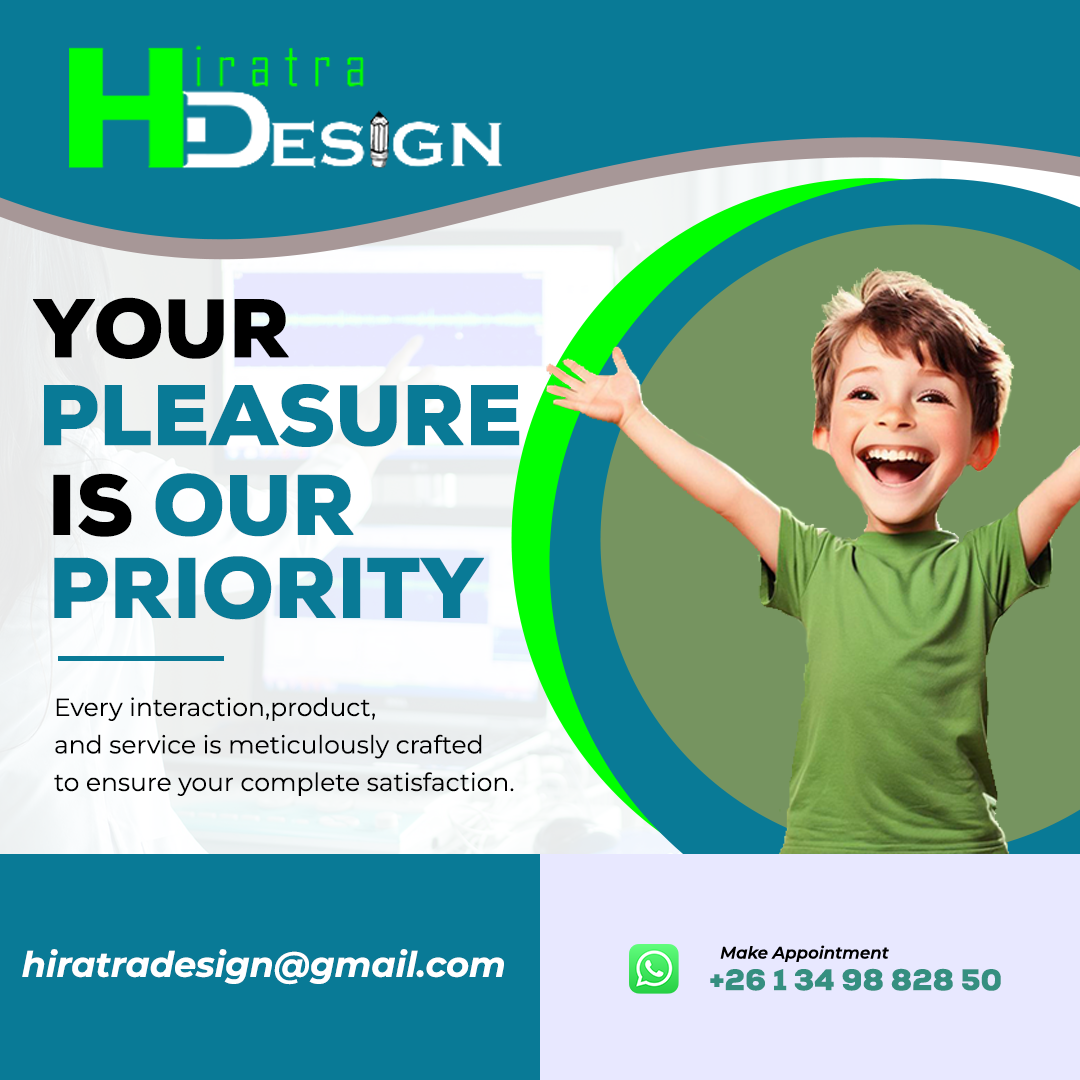 Hiratra
DESIGN
YOUR
PLEASURE
IS OUR
PRIORITY
Every interaction,product,
and service is meticulously crafted
to ensure your complete satisfaction.
hiratradesign@gmail.com
Make Appointment
+26 1 34 98 828 50